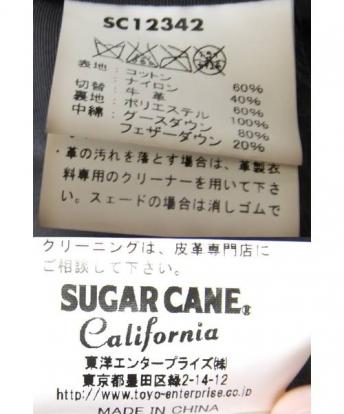 SC12342
表地：コットン 60%
ナイロン 40%
切替：牛革
裏地：ポリエステル 100%
中綿：グースダウン 80%
フェザーダウン 20%
・革の汚れを落とす場合は、革製衣
料専用のクリーナーを用いて下さ
い。スェードの場合は消しゴムで
クリーニングは、皮革専門店に
ご相談して下さい。
SUGAR CANE®
California
東洋エンタープライズ㈱
東京都墨田区緑2-14-12
http://www.toyo-enterprise.co.jp
MADE IN CHINA